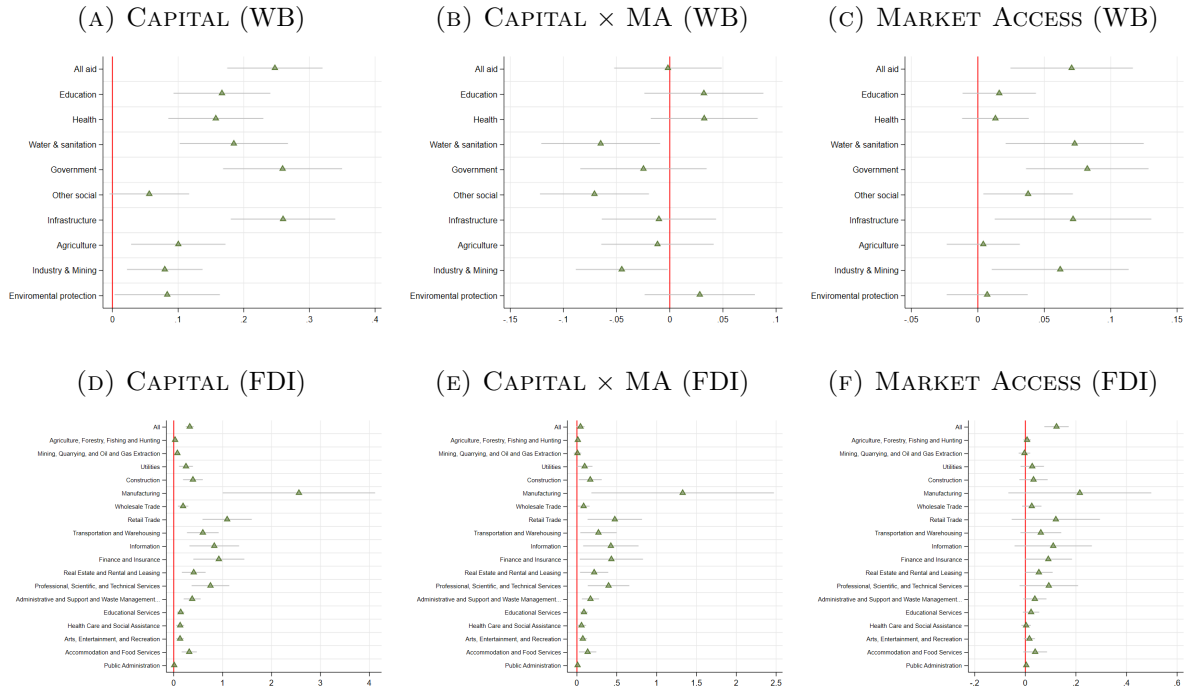 (A) CAPITAL (WB)
All aid
Education
Health
Water & sanitation
Government
Other social
Infrastructure
Agriculture
Industry & Mining
Enviromental protection
0 .1 .2 .3 .4
(B) CAPITAL × MA (WB)
All aid
Education
Health
Water & sanitation
Government
Other social
Infrastructure
Agriculture
Industry & Mining
Enviromental protection
-.15 -.1 -.05 0 .05 .1
(C) MARKET ACCESS (WB)
All aid
Education
Health
Water & sanitation
Government
Other social
Infrastructure
Agriculture
Industry & Mining
Enviromental protection
-.05 0 .05 .1 .15
(D) CAPITAL (FDI)
All
Agriculture, Forestry, Fishing and Hunting
Mining, Quarrying, and Oil and Gas Extraction
Utilities
Construction
Manufacturing
Wholesale Trade
Retail Trade
Transportation and Warehousing
Information
Finance and Insurance
Real Estate and Rental and Leasing
Professional, Scientific, and Technical Services
Administrative and Support and Waste Management...
Educational Services
Health Care and Social Assistance
Arts, Entertainment, and Recreation
Accommodation and Food Services
Public Administration
0 1 2 3 4
(E) CAPITAL × MA (FDI)
All
Agriculture, Forestry, Fishing and Hunting
Mining, Quarrying, and Oil and Gas Extraction
Utilities
Construction
Manufacturing
Wholesale Trade
Retail Trade
Transportation and Warehousing
Information
Finance and Insurance
Real Estate and Rental and Leasing
Professional, Scientific, and Technical Services
Administrative and Support and Waste Management...
Educational Services
Health Care and Social Assistance
Arts, Entertainment, and Recreation
Accommodation and Food Services
Public Administration
0 .5 1 1.5 2 2.5
(F) MARKET ACCESS (FDI)
All
Agriculture, Forestry, Fishing and Hunting
Mining, Quarrying, and Oil and Gas Extraction
Utilities
Construction
Manufacturing
Wholesale Trade
Retail Trade
Transportation and Warehousing
Information
Finance and Insurance
Real Estate and Rental and Leasing
Professional, Scientific, and Technical Services
Administrative and Support and Waste Management...
Educational Services
Health Care and Social Assistance
Arts, Entertainment, and Recreation
Accommodation and Food Services
Public Administration
-.2 0 .2 .4 .6